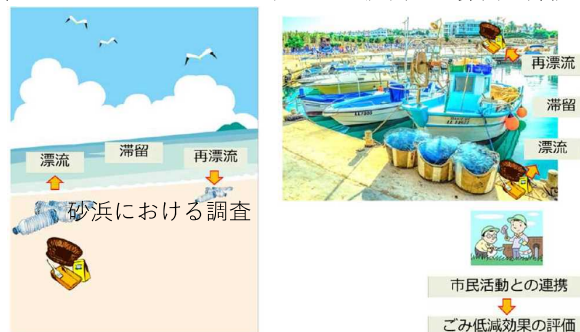 漂流
滞留
再漂流
砂浜における調査
再漂流
滞留
漂流
市民活動との連携
ごみ低減効果の評価